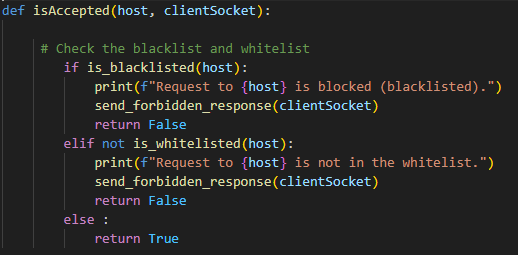 def isAccepted(host, clientSocket):
# Check the blacklist and whitelist
if is_blacklisted(host):
print(f"Request to {host} is blocked (blacklisted).")
send_forbidden_response(clientSocket)
return False
elif not is_whitelisted(host):
print(f"Request to {host} is not in the whitelist.")
send_forbidden_response(clientSocket)
return False
else :
return True